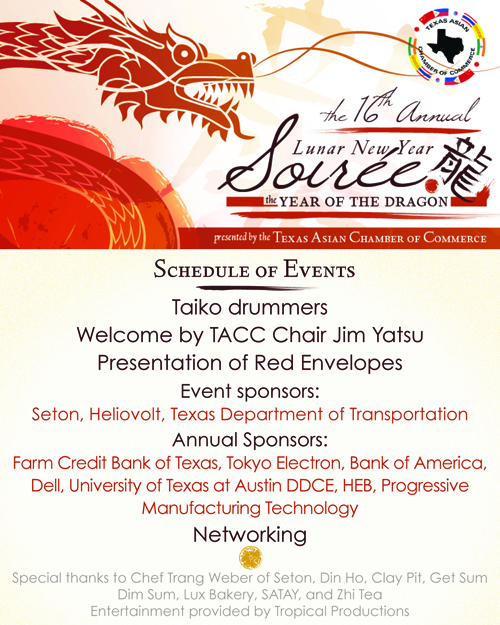 TEXAS ASIAN
CHAMBER OF COMMERCE
the 16th Annual
Lunar New Year
Soirée
龍
the YEAR OF THE DRAGON
presented by the Texas Asian Chamber of Commerce
Schedule of Events
Taiko drummers
Welcome by TACC Chair Jim Yatsu
Presentation of Red Envelopes
Event sponsors:
Seton, Heliovolt, Texas Department of Transportation
Annual Sponsors:
Farm Credit Bank of Texas, Tokyo Electron, Bank of America,
Dell, University of Texas at Austin DDCE, HEB, Progressive
Manufacturing Technology
Networking
Special thanks to Chef Trang Weber of Seton, Din Ho, Clay Pit, Get Sum
Dim Sum, Lux Bakery, SATAY, and Zhi Tea
Entertainment provided by Tropical Productions